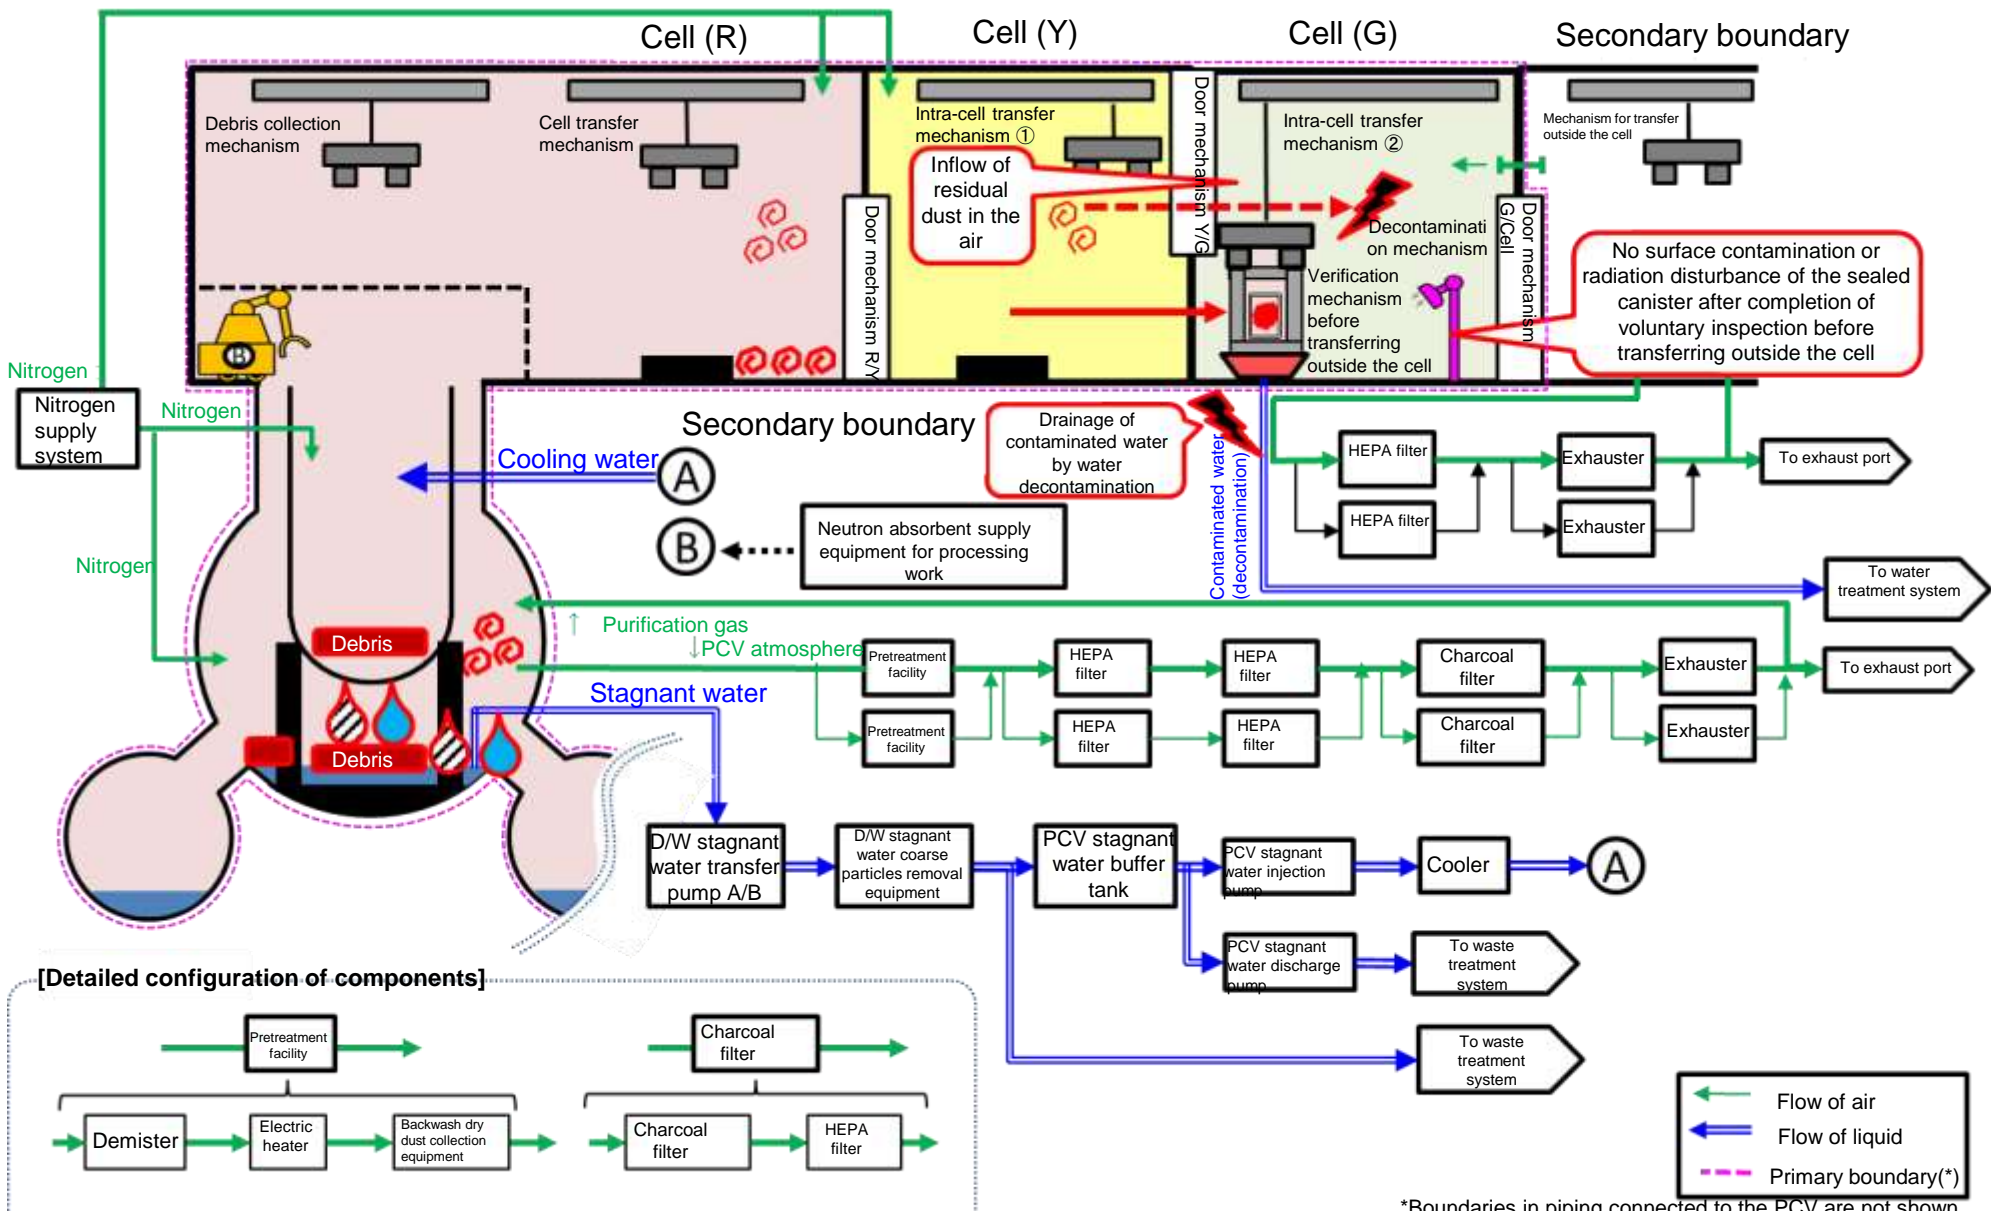 Cell (R)
Cell (Y)
Cell (G)
Secondary boundary
Debris collection
mechanism
Cell transfer
mechanism
Intra-cell transfer
mechanism ①
Door mechanism Y/G
Intra-cell transfer
mechanism ②
Mechanism for transfer
outside the cell
Inflow of
residual
dust in the
air
Door mechanism R/Y
Decontaminati
on mechanism
Door mechanism
G/Cell
Verification
mechanism
before
transferring
outside the cell
No surface contamination or
radiation disturbance of the sealed
canister after completion of
voluntary inspection before
transferring outside the cell
B
Nitrogen
Nitrogen
supply
system
Nitrogen
Nitrogen
Secondary boundary
Cooling water
A
B
Neutron absorbent supply
equipment for processing
work
Drainage of
contaminated water
by water
decontamination
Contaminated water
(decontamination)
HEPA filter
Exhauster
To exhaust port
HEPA filter
Exhauster
To water
treatment system
↑ Purification gas
↓PCV atmosphere
Debris
Debris
Stagnant water
Pretreatment
facility
HEPA
filter
HEPA
filter
Charcoal
filter
Exhauster
To exhaust port
Pretreatment
facility
HEPA
filter
HEPA
filter
Charcoal
filter
Exhauster
D/W stagnant
water transfer
pump A/B
D/W stagnant
water coarse
particles removal
equipment
PCV stagnant
water buffer
tank
PCV stagnant
water injection
pump
Cooler
A
PCV stagnant
water discharge
pump
To waste
treatment
system
To waste
treatment
system
[Detailed configuration of components]
Pretreatment
facility
Demister
Electric
heater
Backwash dry
dust collection
equipment
Charcoal
filter
Charcoal
filter
HEPA
filter
Flow of air
Flow of liquid
Primary boundary(*)
*Boundaries in piping connected to the PCV are not shown